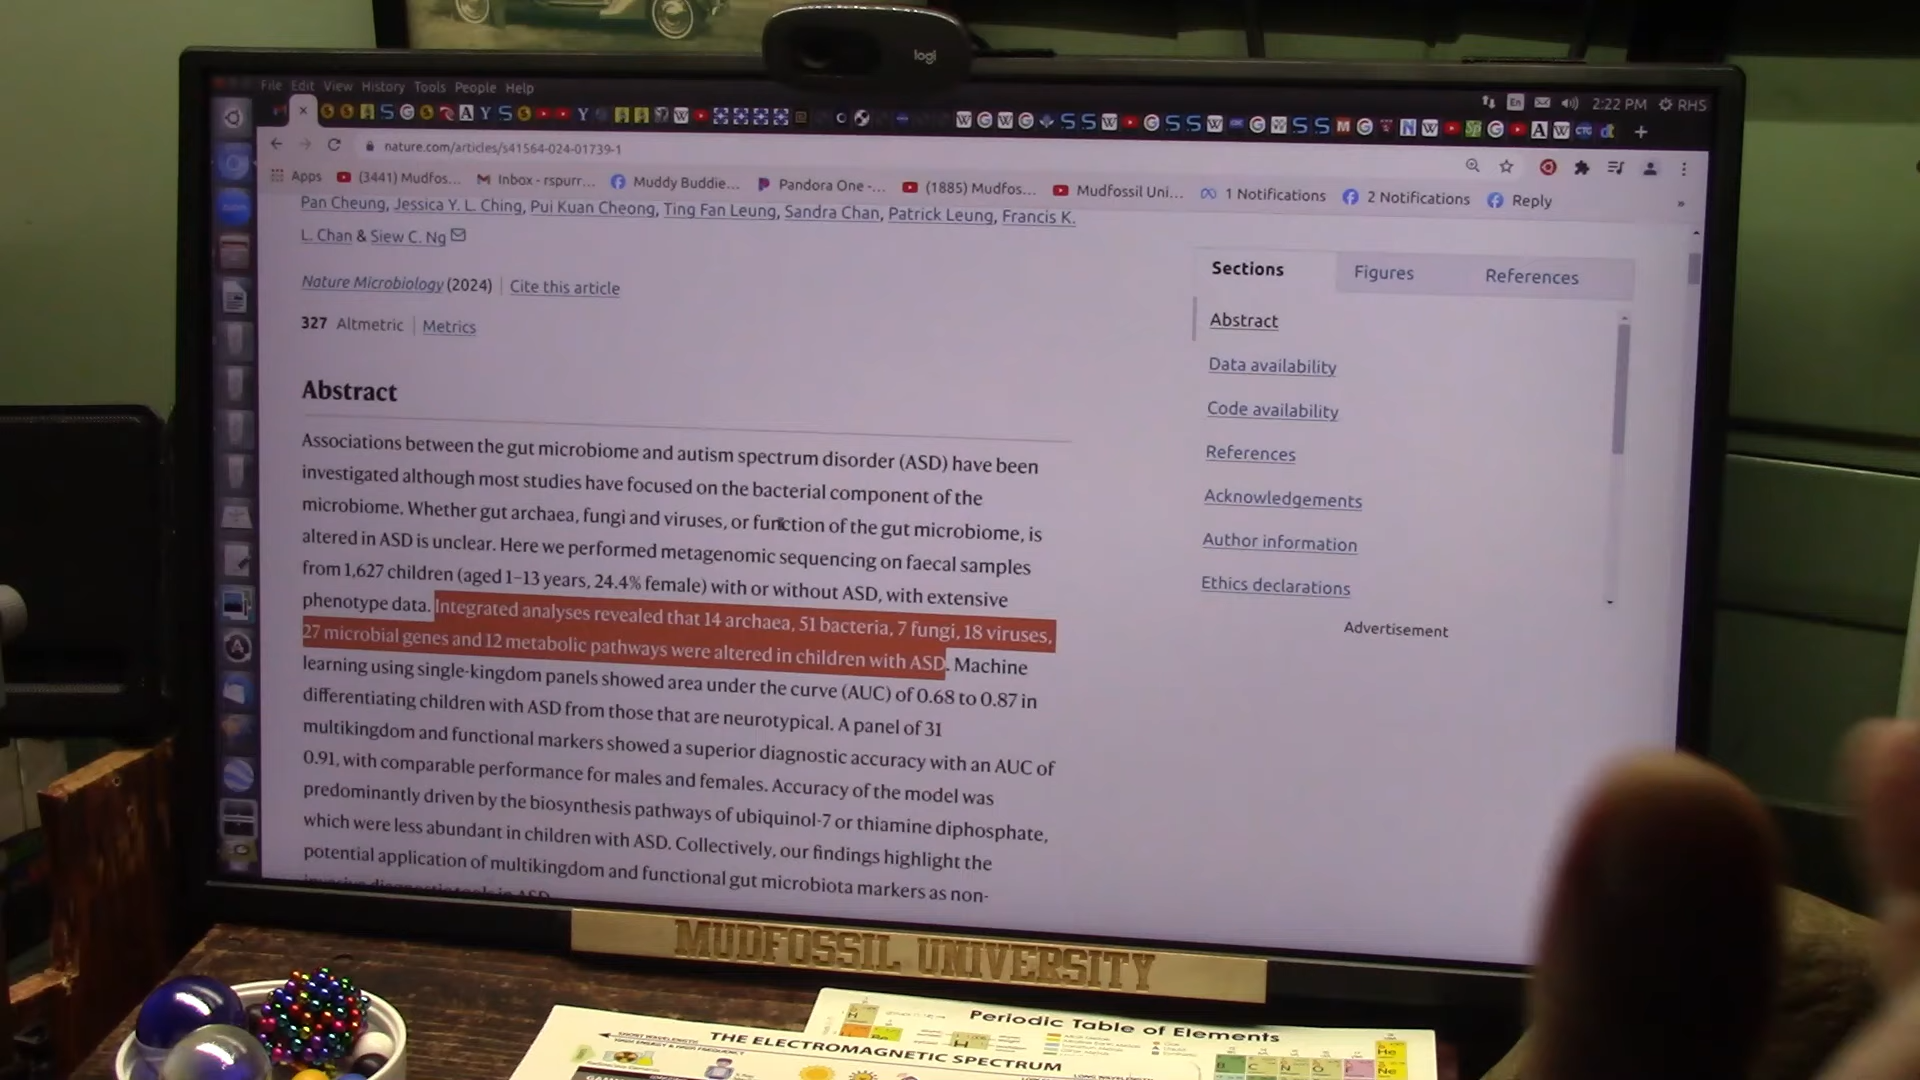 logi
File Edit View History Tools People Help
En 2:22 PM RHS
nature.com/articles/s41564-024-01739-1
Apps (3441) Mudfos... Inbox - rspurr... Muddy Buddie... Pandora One -... (1885) Mudfos... Mudfossil Uni... 1 Notifications 2 Notifications Reply
Pan Cheung, Jessica Y. L. Ching, Pui Kuan Cheong, Ting Fan Leung, Sandra Chan, Patrick Leung, Francis K.
L. Chan & Siew C. Ng
Nature Microbiology (2024) | Cite this article
327 Altmetric | Metrics
Abstract
Associations between the gut microbiome and autism spectrum disorder (ASD) have been
investigated although most studies have focused on the bacterial component of the
microbiome. Whether gut archaea, fungi and viruses, or function of the gut microbiome, is
altered in ASD is unclear. Here we performed metagenomic sequencing on faecal samples
from 1,627 children (aged 1–13 years, 24.4% female) with or without ASD, with extensive
phenotype data. Integrated analyses revealed that 14 archaea, 51 bacteria, 7 fungi, 18 viruses,
27 microbial genes and 12 metabolic pathways were altered in children with ASD. Machine
learning using single-kingdom panels showed area under the curve (AUC) of 0.68 to 0.87 in
differentiating children with ASD from those that are neurotypical. A panel of 31
multikingdom and functional markers showed a superior diagnostic accuracy with an AUC of
0.91, with comparable performance for males and females. Accuracy of the model was
predominantly driven by the biosynthesis pathways of ubiquinol-7 or thiamine diphosphate,
which were less abundant in children with ASD. Collectively, our findings highlight the
potential application of multikingdom and functional gut microbiota markers as non-
invasive diagnostic tools in ASD
Sections Figures References
Abstract
Data availability
Code availability
References
Acknowledgements
Author information
Ethics declarations
Advertisement
MUDFOSSIL UNIVERSITY
Periodic Table of Elements
THE ELECTROMAGNETIC SPECTRUM